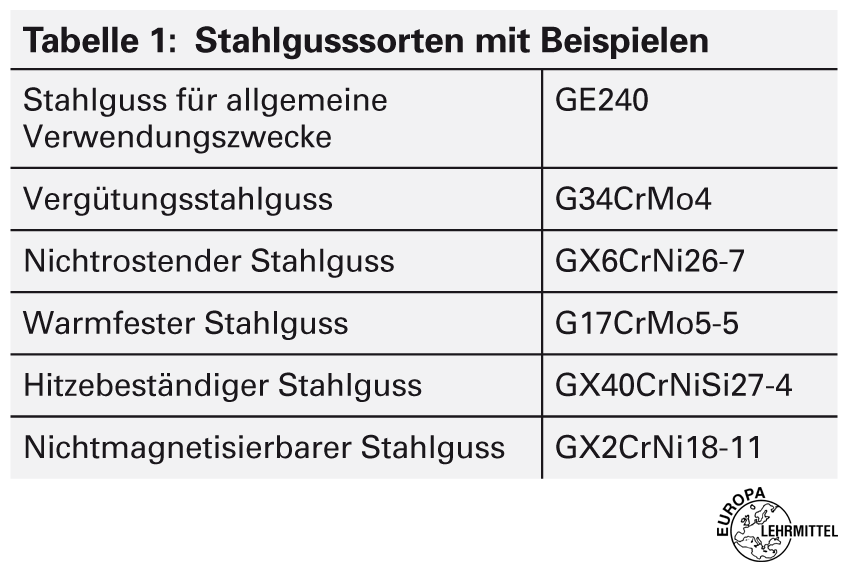 Tabelle 1: Stahlgusssorten mit Beispielen
Stahlguss für allgemeine
Verwendungszwecke
GE240
Vergütungsstahlguss
G34CrMo4
Nichtrostender Stahlguss
GX6CrNi26-7
Warmfester Stahlguss
G17CrMo5-5
Hitzebeständiger Stahlguss
GX40CrNiSi27-4
Nichtmagnetisierbarer Stahlguss
GX2CrNi18-11
EUROPA
LEHRMITTEL